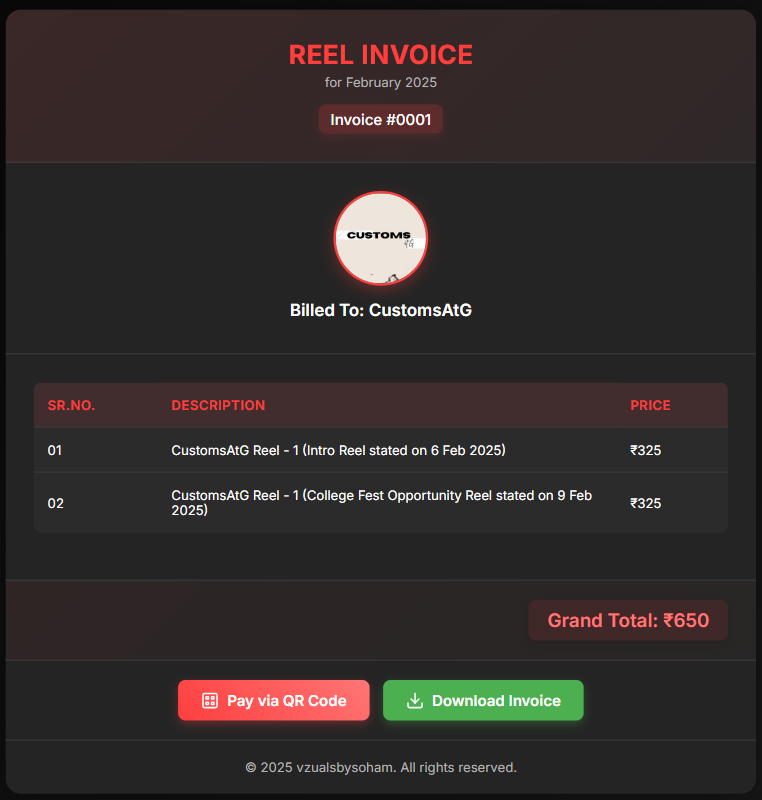 REEL INVOICE
for February 2025
Invoice #0001
CUSTOMS
Billed To: CustomsAtG
SR.NO. DESCRIPTION PRICE
01 CustomsAtG Reel - 1 (Intro Reel stated on 6 Feb 2025) ₹325
02 CustomsAtG Reel - 1 (College Fest Opportunity Reel stated on 9 Feb
2025) ₹325
Grand Total: ₹650
Pay via QR Code Download Invoice
© 2025 vzualsbysoham. All rights reserved.